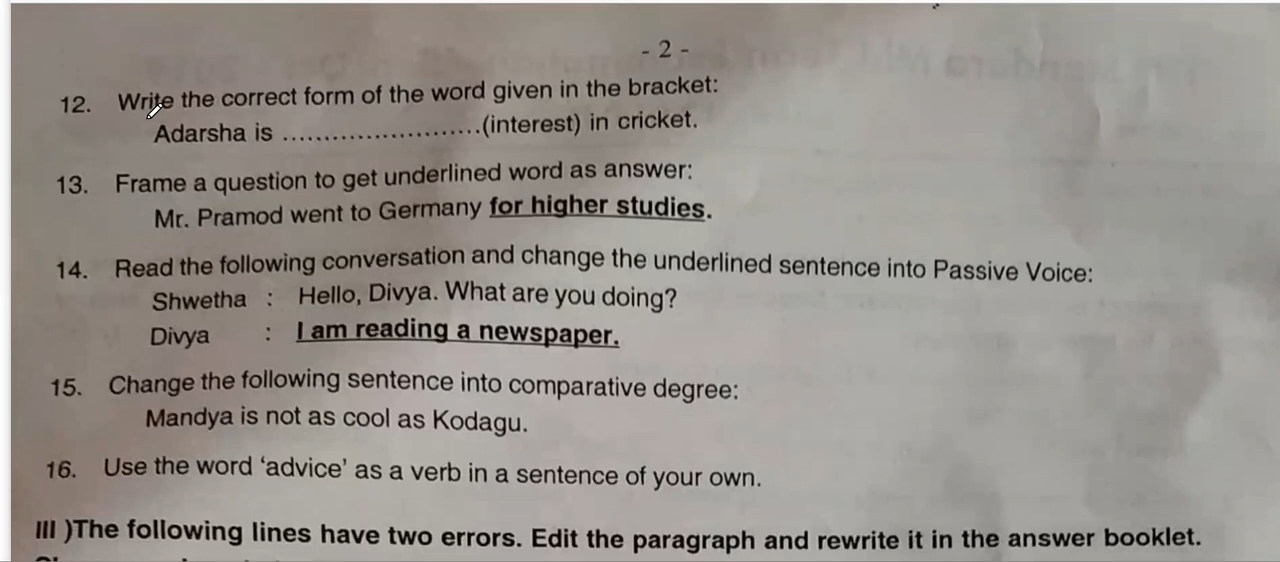 - 2 -
12. Write the correct form of the word given in the bracket:
Adarsha is ........................(interest) in cricket.
13. Frame a question to get underlined word as answer:
Mr. Pramod went to Germany for higher studies.
14. Read the following conversation and change the underlined sentence into Passive Voice:
Shwetha : Hello, Divya. What are you doing?
Divya : I am reading a newspaper.
15. Change the following sentence into comparative degree:
Mandya is not as cool as Kodagu.
16. Use the word ‘advice’ as a verb in a sentence of your own.
III )The following lines have two errors. Edit the paragraph and rewrite it in the answer booklet.